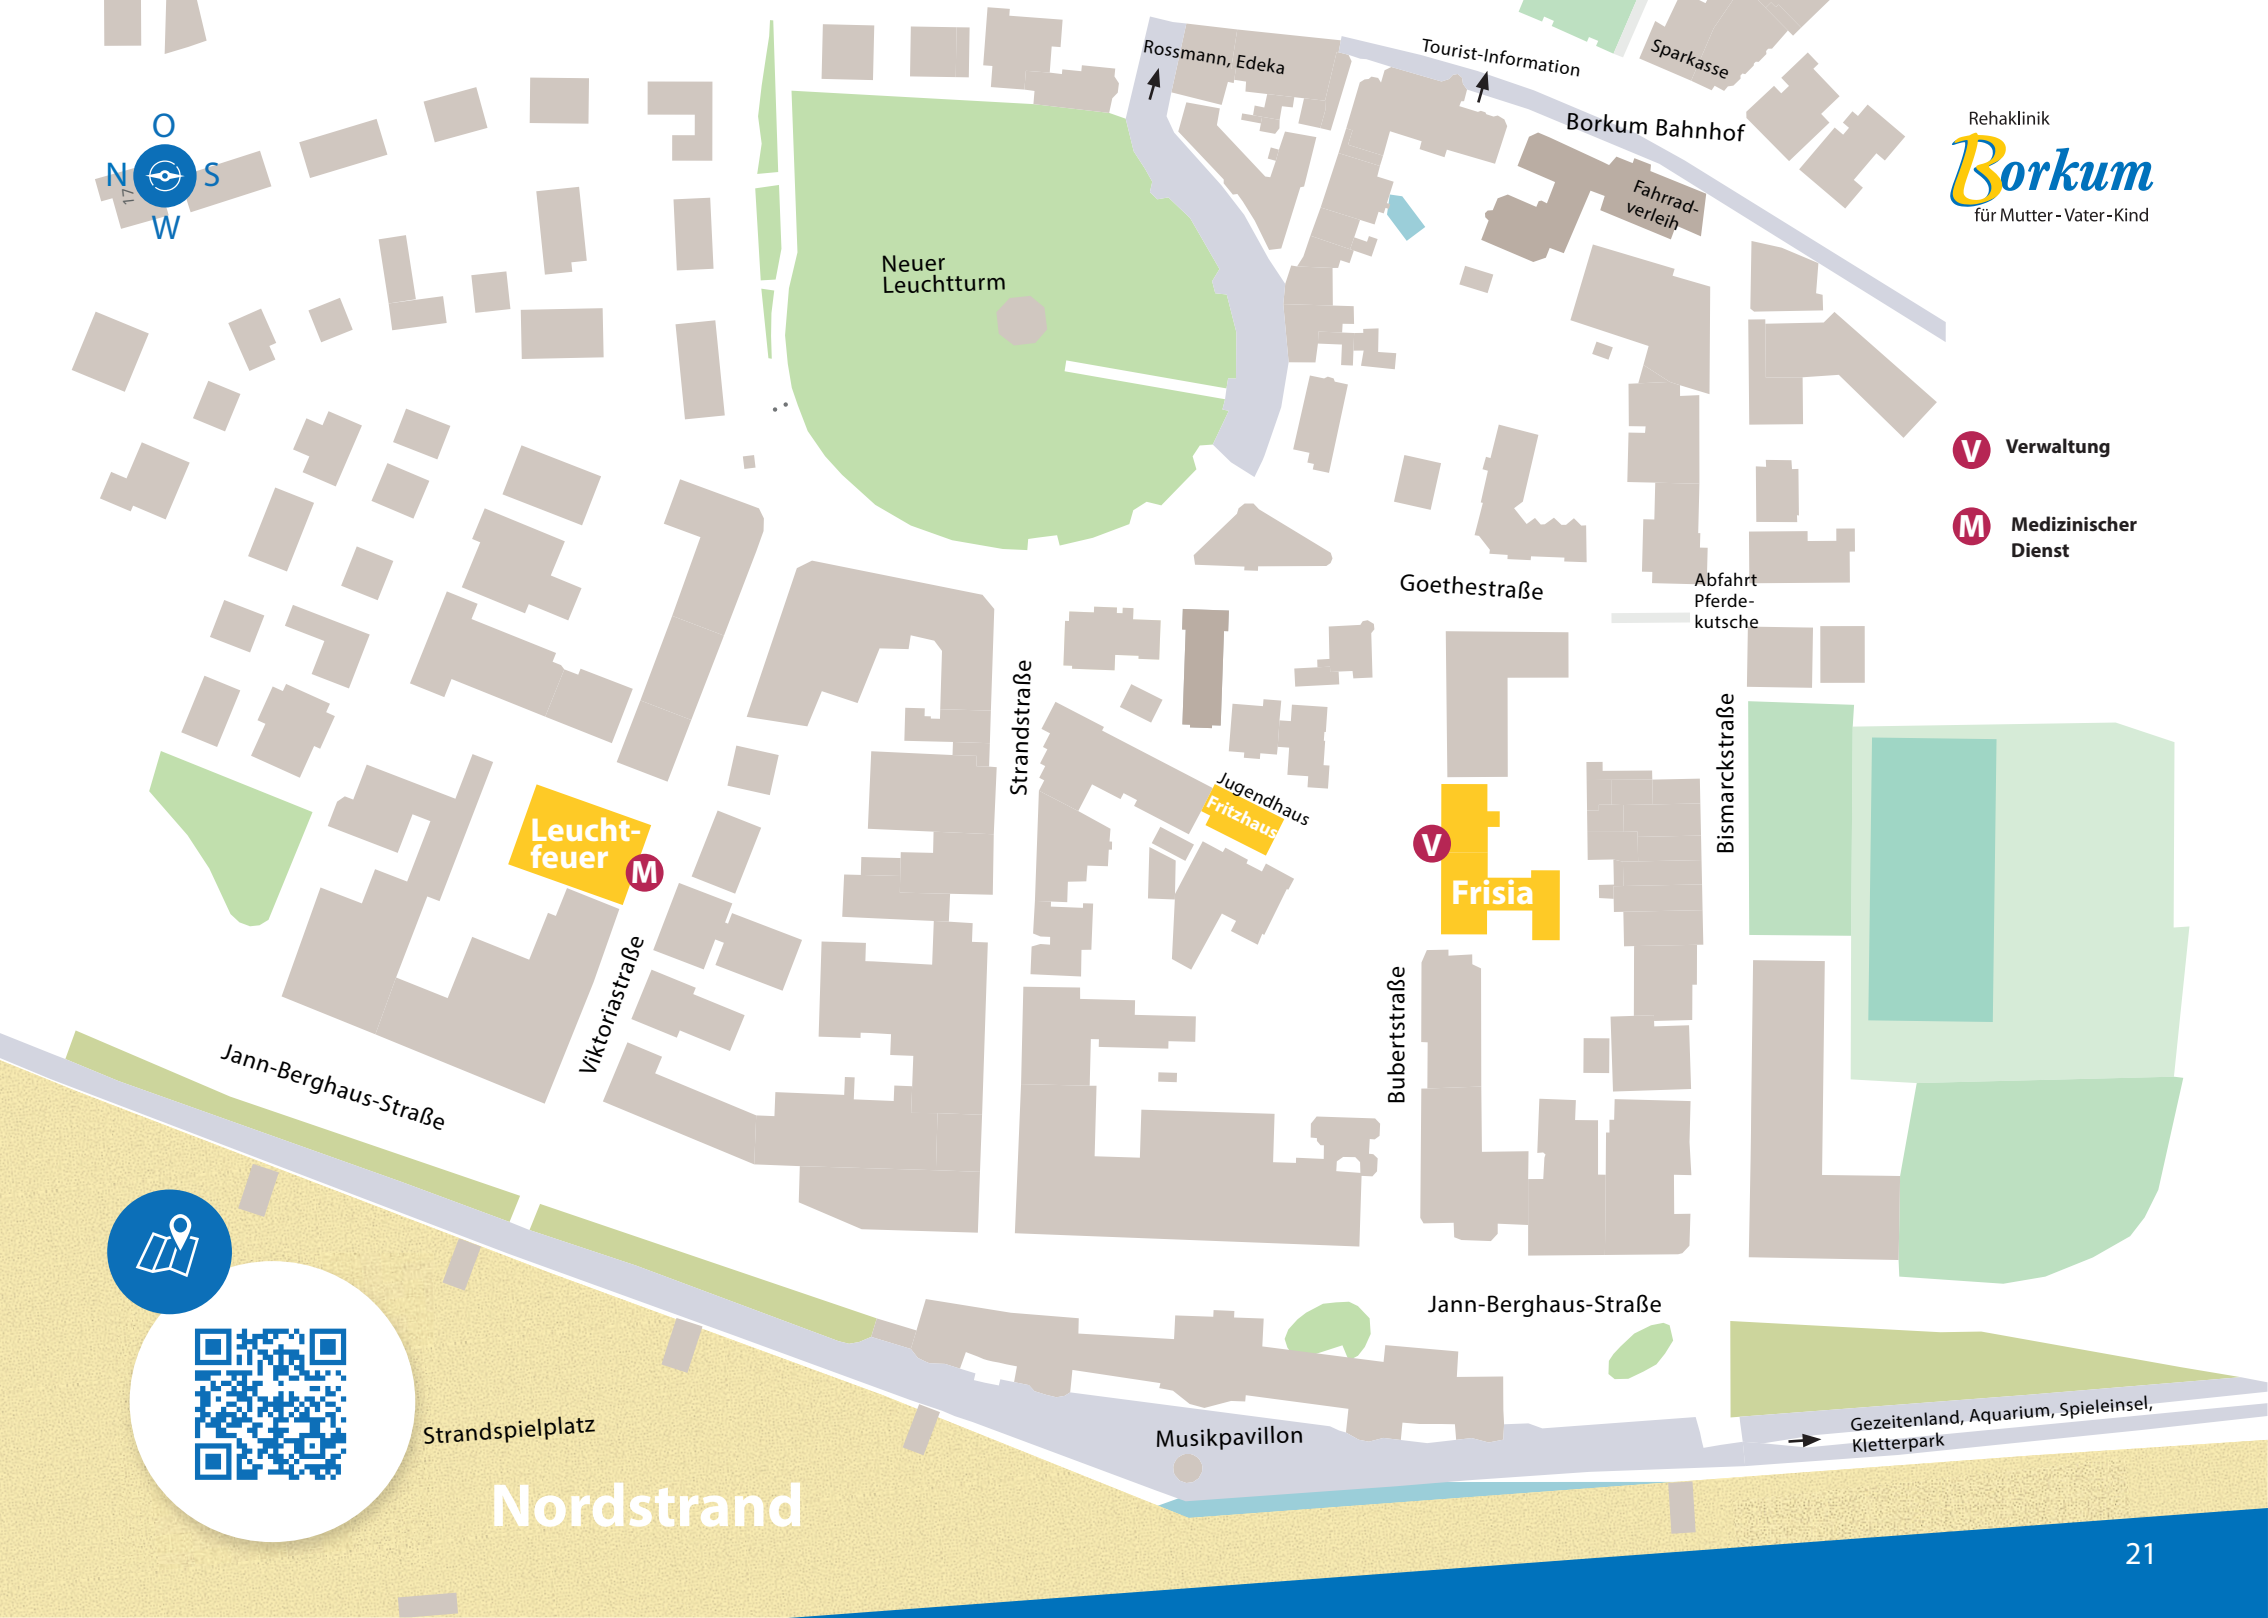 Rossmann, Edeka
Tourist-Information
Sparkasse
Borkum Bahnhof
Rehaklinik
Borkum
für Mutter-Vater-Kind
O
N
S
W
17
Fahrrad-
verleih
Neuer
Leuchtturm
V
Verwaltung
M
Medizinischer
Dienst
Goethestraße
Abfahrt
Pferde-
kutsche
Strandstraße
Bismarckstraße
Jugendhaus
Fritzhaus
Leucht-
feuer
M
V
Frisia
Viktoriastraße
Bubertstraße
Jann-Berghaus-Straße
Jann-Berghaus-Straße
Strandspielplatz
Musikpavillon
Gezeitenland, Aquarium, Spieleinsel,
Kletterpark
Nordstrand
21